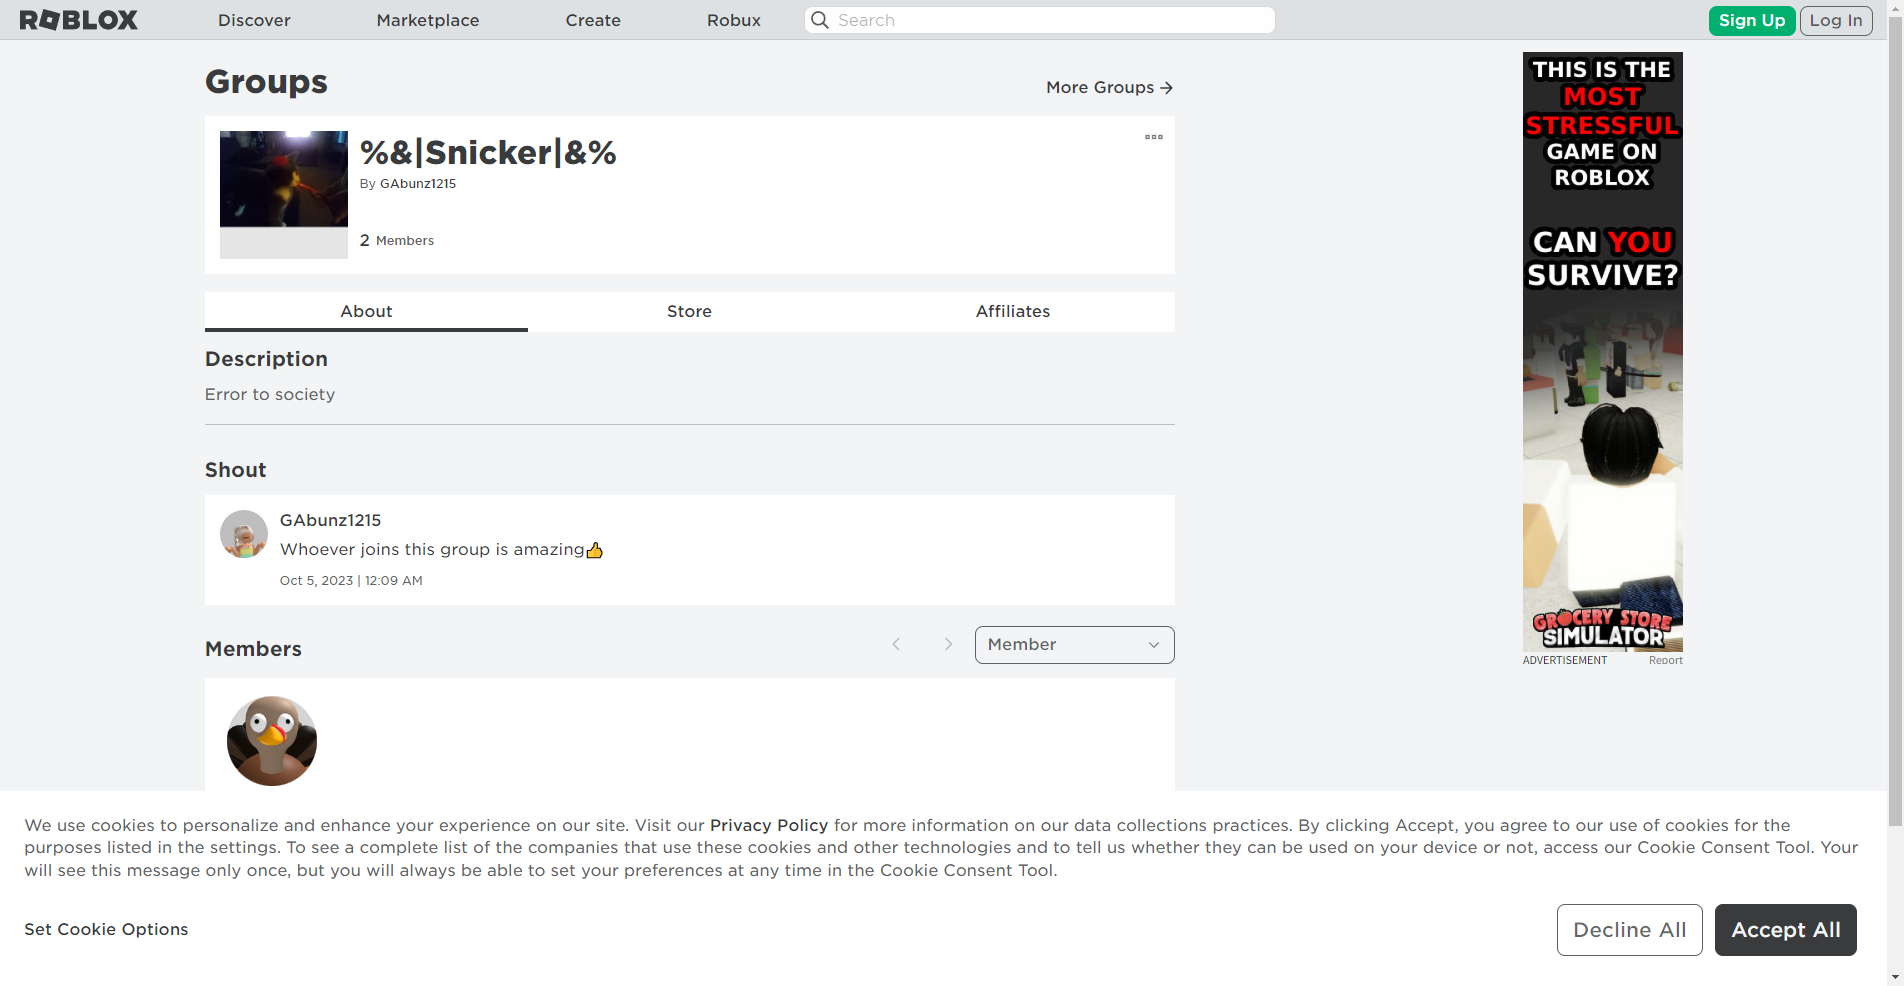 ROBLOX
Discover
Marketplace
Create
Robux
Search
Sign Up
Log In
Groups
More Groups →
%&|Snicker|&%
By GAbunz1215
2 Members
About
Store
Affiliates
Description
Error to society
Shout
GAbunz1215
Whoever joins this group is amazing👍
Oct 5, 2023 | 12:09 AM
Members
Member
THIS IS THE
MOST
STRESSFUL
GAME ON
ROBLOX
CAN YOU
SURVIVE?
GROCERY STORE
SIMULATOR
ADVERTISEMENT
Report
We use cookies to personalize and enhance your experience on our site. Visit our Privacy Policy for more information on our data collections practices. By clicking Accept, you agree to our use of cookies for the
purposes listed in the settings. To see a complete list of the companies that use these cookies and other technologies and to tell us whether they can be used on your device or not, access our Cookie Consent Tool. Your
will see this message only once, but you will always be able to set your preferences at any time in the Cookie Consent Tool.
Set Cookie Options
Decline All
Accept All